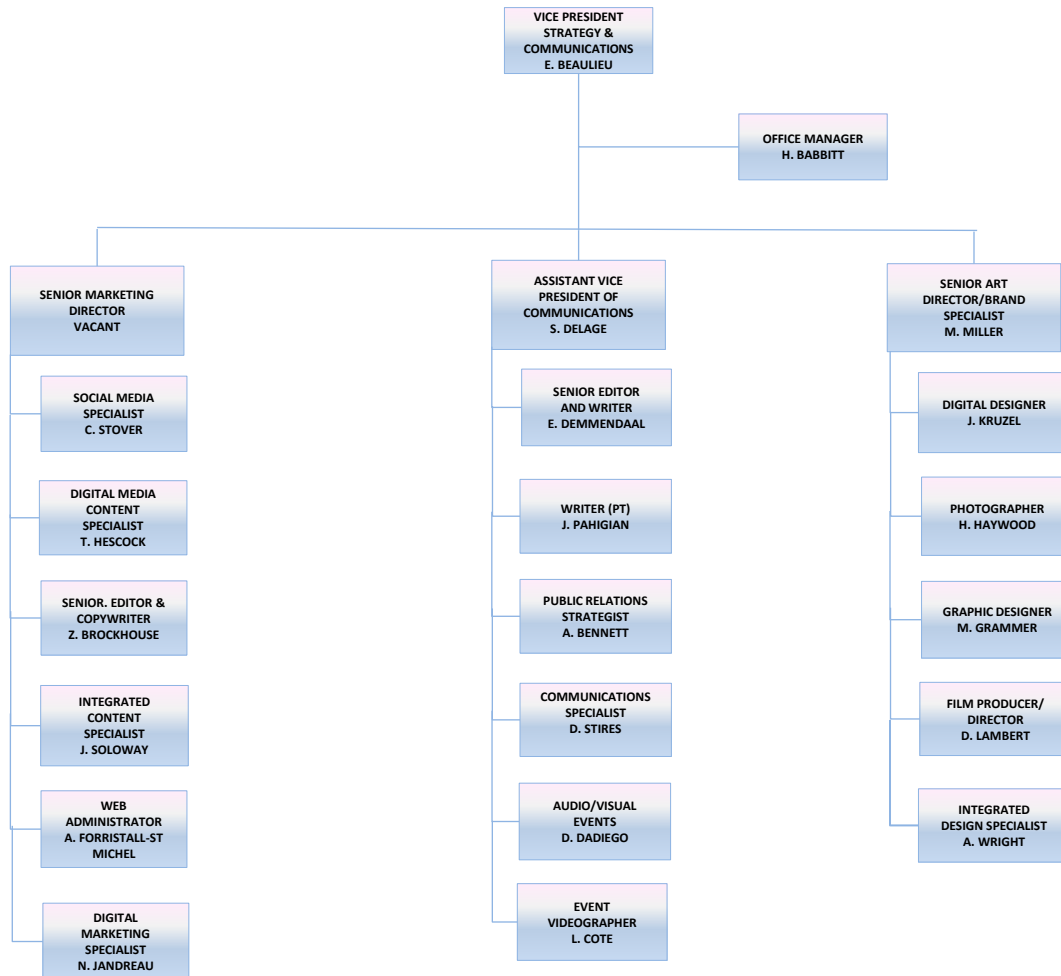 VICE PRESIDENT
STRATEGY &
COMMUNICATIONS
E. BEAULIEU
OFFICE MANAGER
H. BABBITT
SENIOR MARKETING
DIRECTOR
VACANT
SOCIAL MEDIA
SPECIALIST
C. STOVER
DIGITAL MEDIA
CONTENT
SPECIALIST
T. HESCOCK
SENIOR. EDITOR &
COPYWRITER
Z. BROCKHOUSE
INTEGRATED
CONTENT
SPECIALIST
J. SOLOWAY
WEB
ADMINISTRATOR
A. FORRISTALL-ST
MICHEL
DIGITAL
MARKETING
SPECIALIST
N. JANDREAU
ASSISTANT VICE
PRESIDENT OF
COMMUNICATIONS
S. DELAGE
SENIOR EDITOR
AND WRITER
E. DEMMENDAAL
WRITER (PT)
J. PAHIGIAN
PUBLIC RELATIONS
STRATEGIST
A. BENNETT
COMMUNICATIONS
SPECIALIST
D. STIRES
AUDIO/VISUAL
EVENTS
D. DADIEGO
EVENT
VIDEOGRAPHER
L. COTE
SENIOR ART
DIRECTOR/BRAND
SPECIALIST
M. MILLER
DIGITAL DESIGNER
J. KRUZEL
PHOTOGRAPHER
H. HAYWOOD
GRAPHIC DESIGNER
M. GRAMMER
FILM PRODUCER/
DIRECTOR
D. LAMBERT
INTEGRATED
DESIGN SPECIALIST
A. WRIGHT